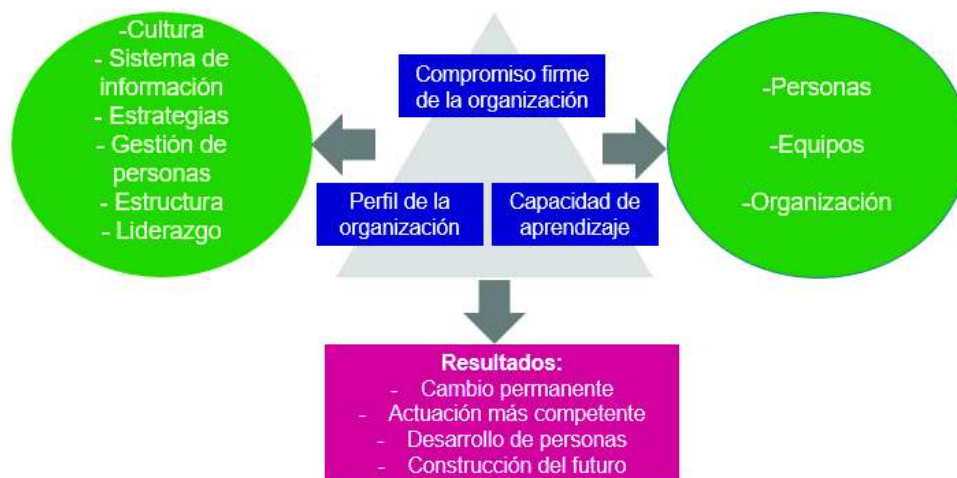 -Cultura
- Sistema de
información
- Estrategias
- Gestión de
personas
- Estructura
- Liderazgo
Compromiso firme
de la organización
Perfil de la
organización
Capacidad de
aprendizaje
-Personas
-Equipos
-Organización
Resultados:
- Cambio permanente
- Actuación más competente
- Desarrollo de personas
- Construcción del futuro